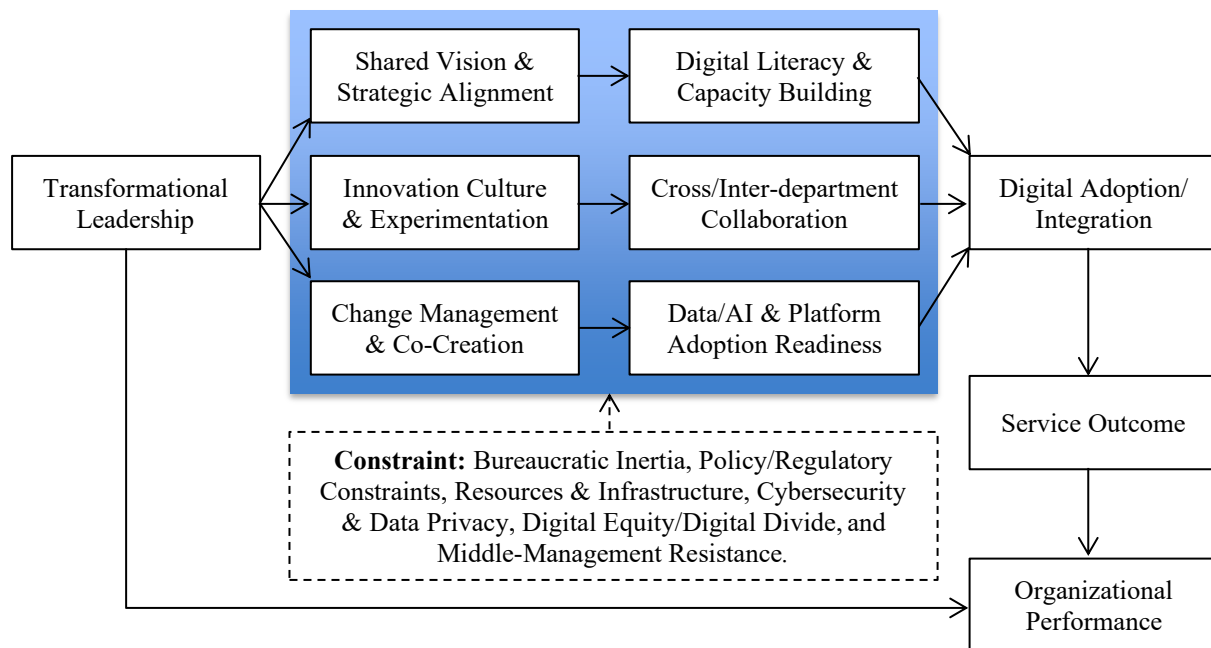 Shared Vision &
Strategic Alignment
Digital Literacy &
Capacity Building
Transformational
Leadership
Innovation Culture
& Experimentation
Cross/Inter-department
Collaboration
Digital Adoption/
Integration
Change Management
& Co-Creation
Data/AI & Platform
Adoption Readiness
Service Outcome
Constraint: Bureaucratic Inertia, Policy/Regulatory
Constraints, Resources & Infrastructure, Cybersecurity
& Data Privacy, Digital Equity/Digital Divide, and
Middle-Management Resistance.
Organizational
Performance